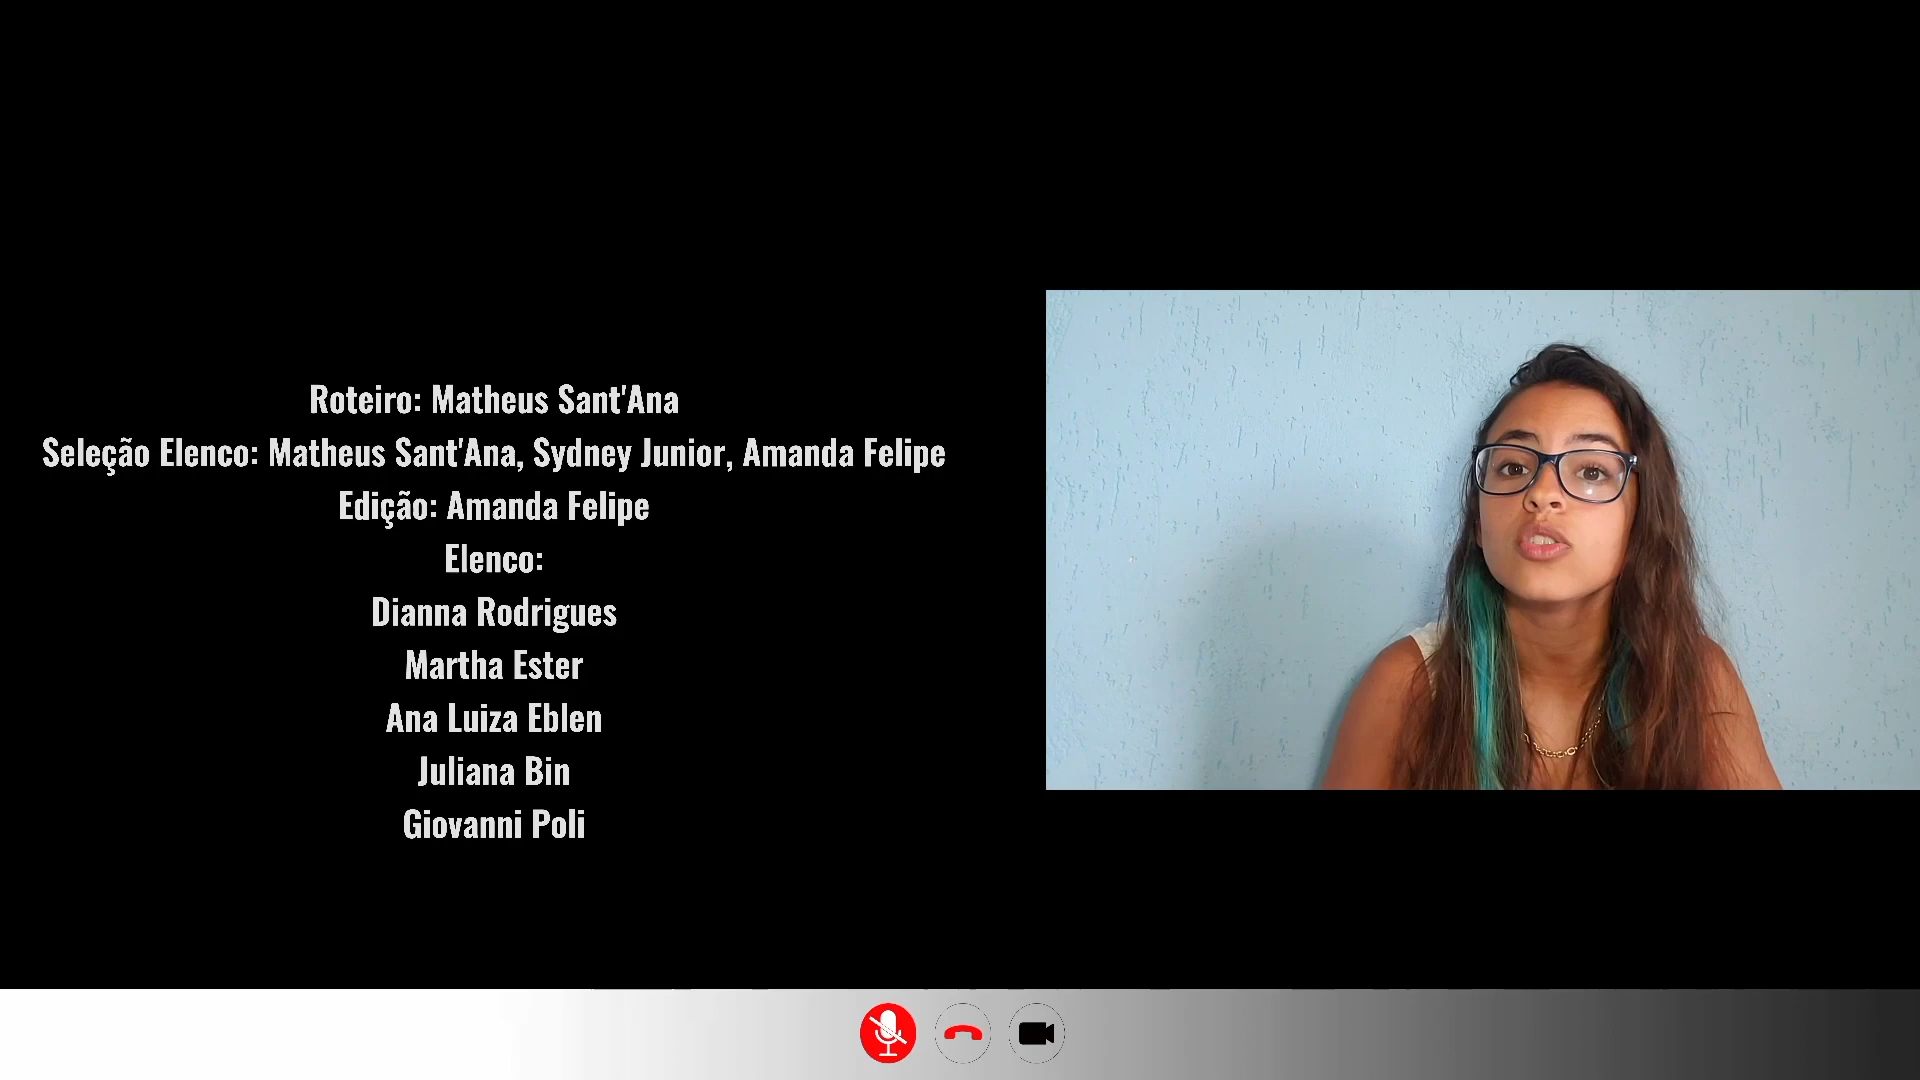 Roteiro: Matheus Sant'Ana
Seleção Elenco: Matheus Sant'Ana, Sydney Junior, Amanda Felipe
Edição: Amanda Felipe
Elenco:
Dianna Rodrigues
Martha Ester
Ana Luiza Eblen
Juliana Bin
Giovanni Poli